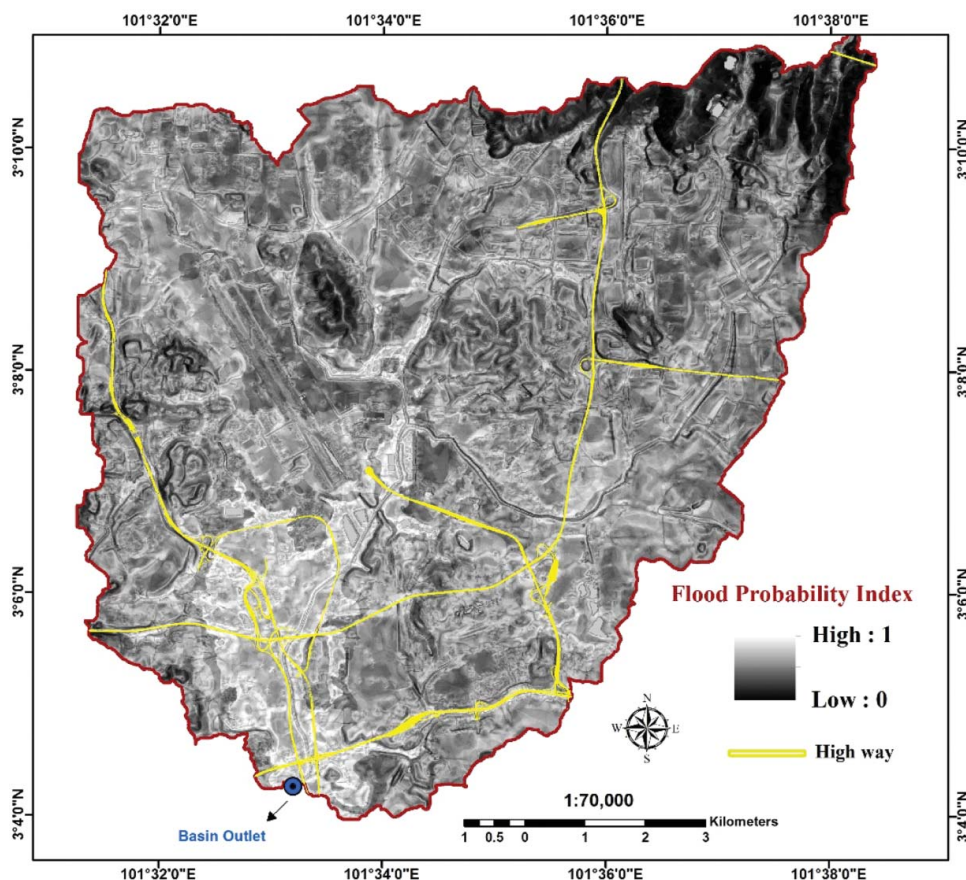 101°32'0"E 101°34'0"E 101°36'0"E 101°38'0"E
3°10'0"N 3°10'0"N
3°8'0"N 3°8'0"N
3°6'0"N 3°6'0"N
Flood Probability Index
High : 1
Low : 0
N
W E
S
High way
1:70,000
Kilometers
1 0.5 0 1 2 3
Basin Outlet
3°4'0"N 3°4'0"N
101°32'0"E 101°34'0"E 101°36'0"E 101°38'0"E